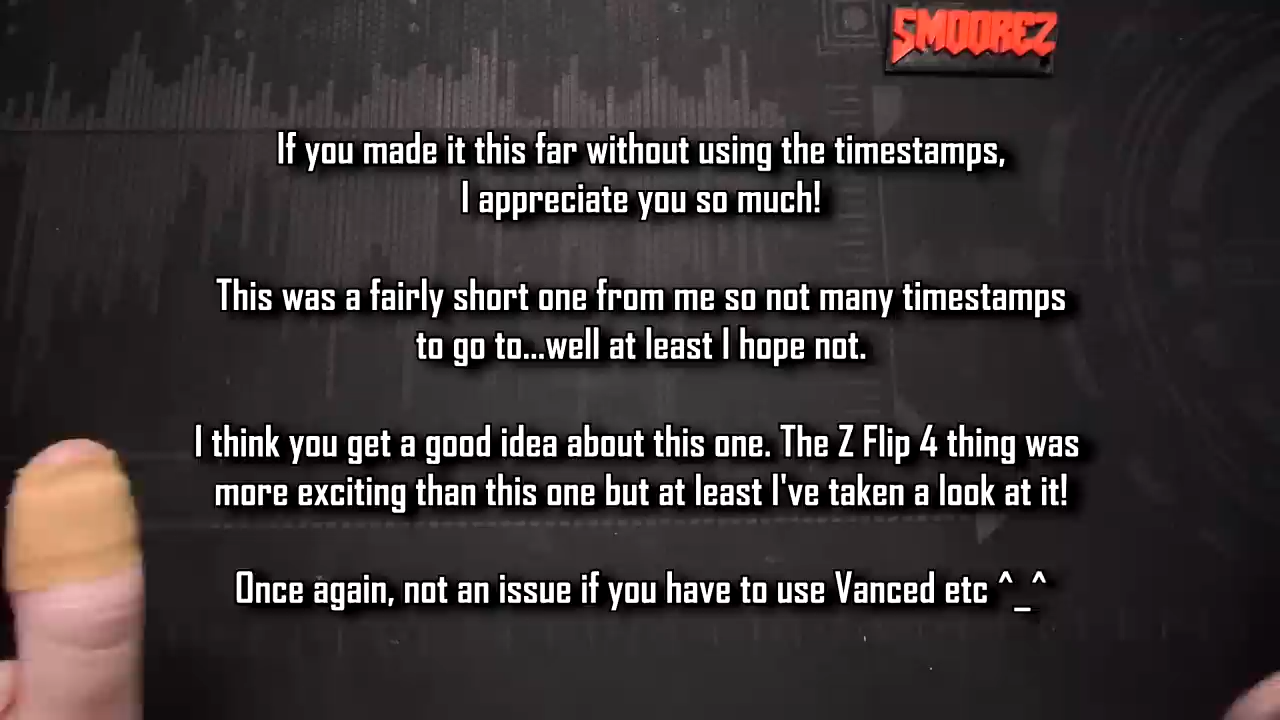 SMOOREZ
If you made it this far without using the timestamps,
I appreciate you so much!
This was a fairly short one from me so not many timestamps
to go to...well at least I hope not.
I think you get a good idea about this one. The Z Flip 4 thing was
more exciting than this one but at least I've taken a look at it!
Once again, not an issue if you have to use Vanced etc ^_^